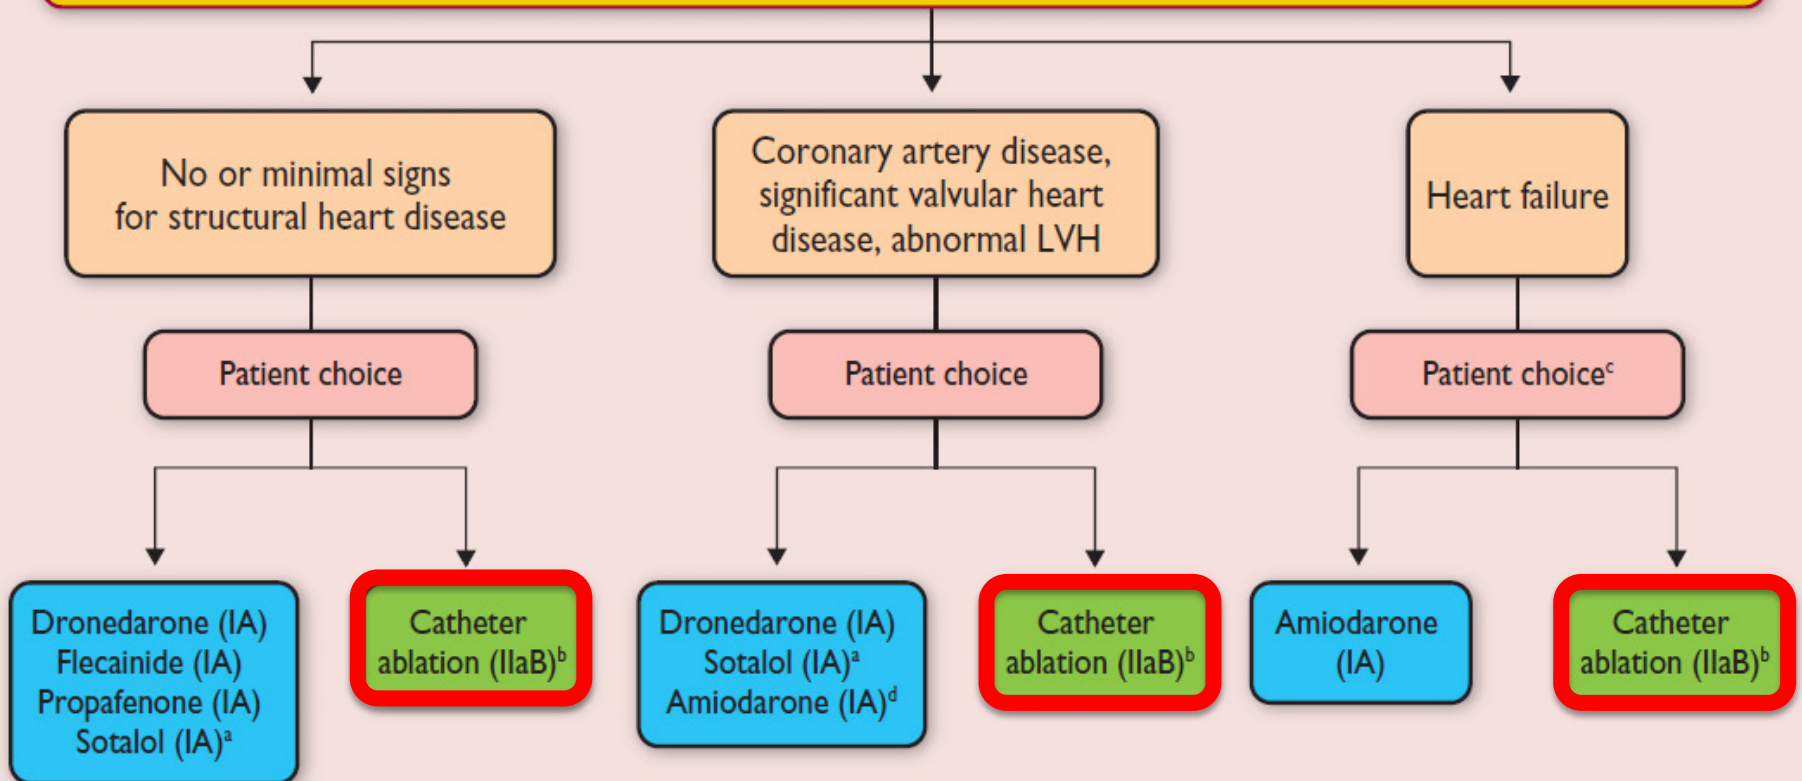 No or minimal signs
for structural heart disease
Coronary artery disease,
significant valvular heart
disease, abnormal LVH
Heart failure
Patient choice
Patient choice
Patient choiceᶜ
Dronedarone (IA)
Flecainide (IA)
Propafenone (IA)
Sotalol (IA)ᵃ
Catheter
ablation (IIaB)ᵇ
Dronedarone (IA)
Sotalol (IA)ᵃ
Amiodarone (IA)ᵈ
Catheter
ablation (IIaB)ᵇ
Amiodarone
(IA)
Catheter
ablation (IIaB)ᵇ